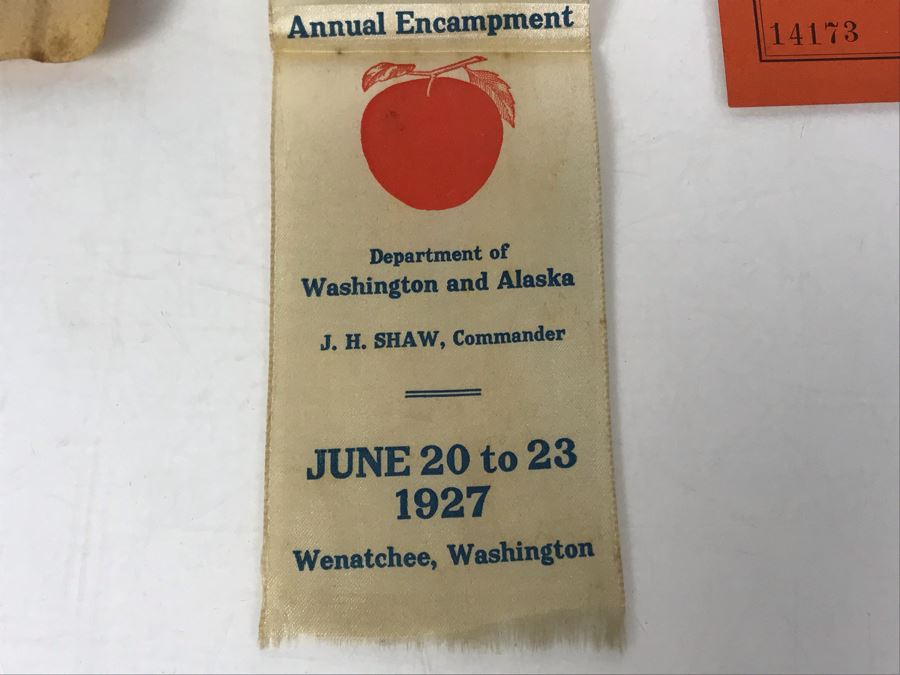 Annual Encampment
14173
Department of
Washington and Alaska
J. H. SHAW, Commander
JUNE 20 to 23
1927
Wenatchee, Washington